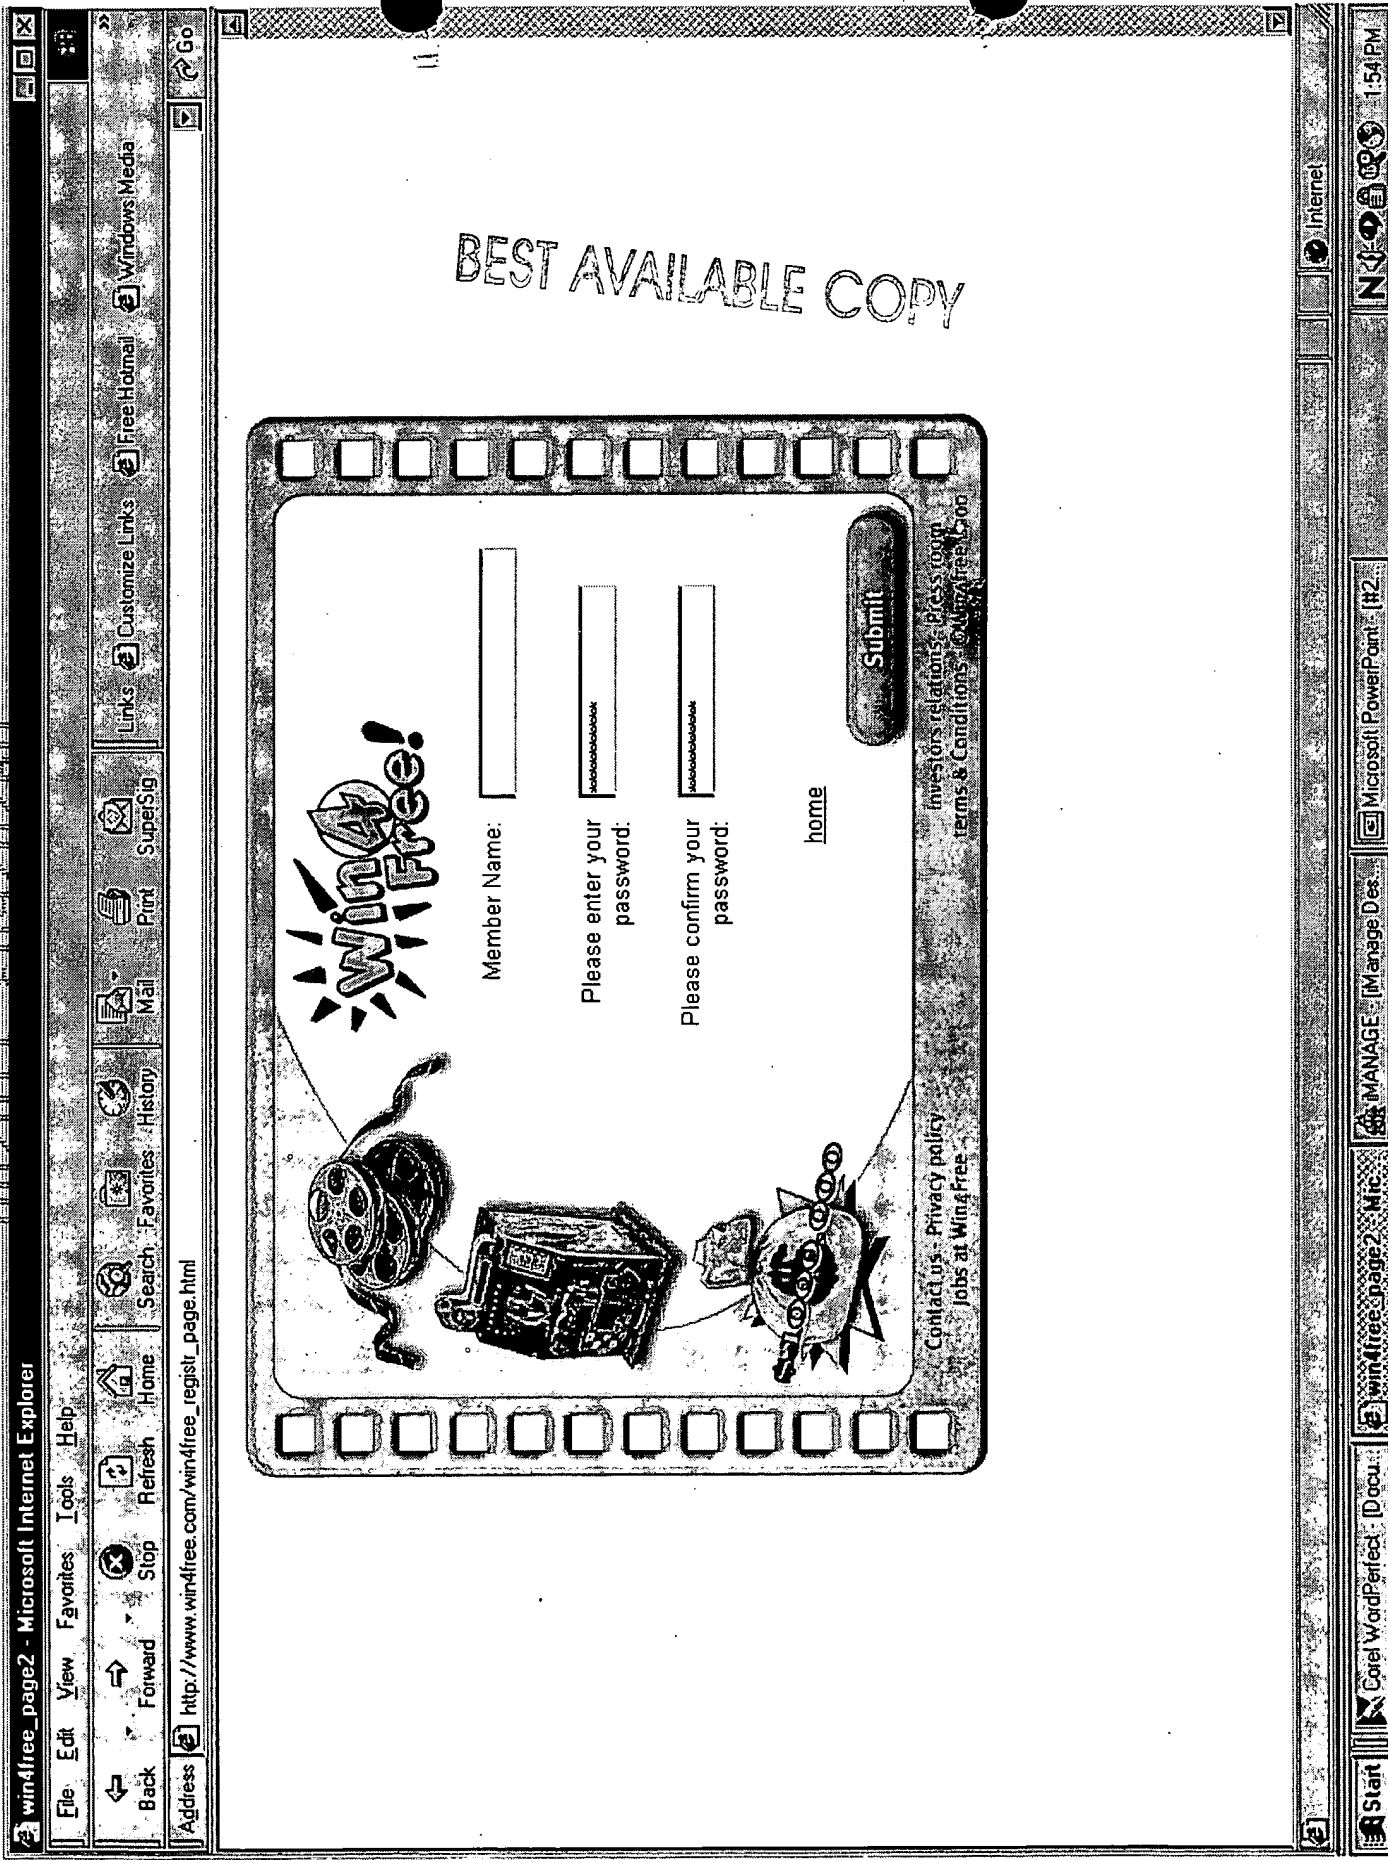 win4free_page2 - Microsoft Internet Explorer
File Edit View Favorites Tools Help
Back Forward Stop Refresh Home Search Favorites History Mail Print SuperSig Links Customize Links Free Hotmail Windows Media »
Address http://www.win4free.com/win4free_registr_page.html Go
Win 4
Free!
Member Name:
Please enter your
password:
Please confirm your
password:
home
Submit
Contact us - Privacy policy
Jobs at Win4Free
Investors relations - Press room
terms & Conditions
BEST AVAILABLE COPY
Internet
Start Corel WordPerfect - [Docu... win4free_page2 - Mic... iMANAGE - [iManage Des... Microsoft PowerPoint - [#2... N 1:54 PM